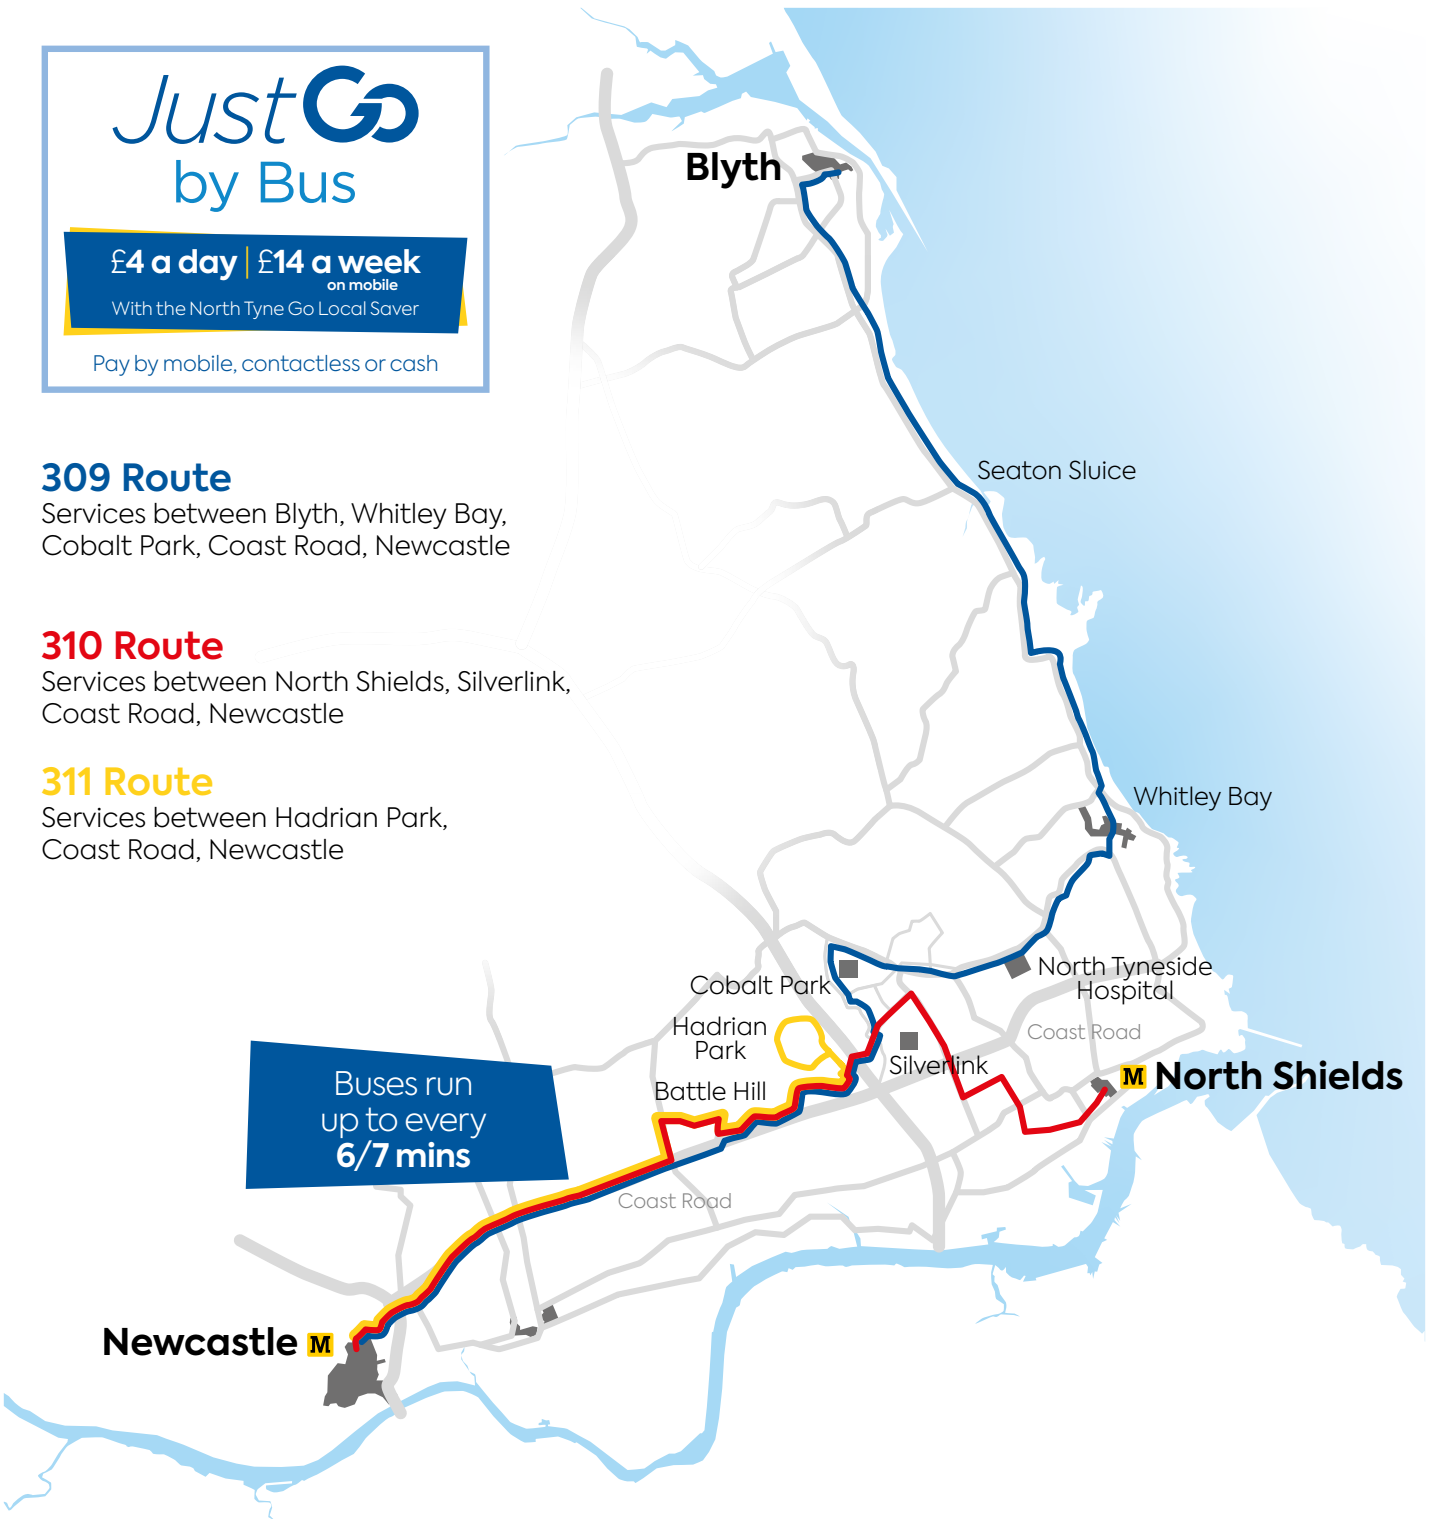 Just Go
by Bus
£4 a day | £14 a week
on mobile
With the North Tyne Go Local Saver
Pay by mobile, contactless or cash
309 Route
Services between Blyth, Whitley Bay,
Cobalt Park, Coast Road, Newcastle
310 Route
Services between North Shields, Silverlink,
Coast Road, Newcastle
311 Route
Services between Hadrian Park,
Coast Road, Newcastle
Blyth
Seaton Sluice
Whitley Bay
North Tyneside
Hospital
Cobalt Park
Hadrian
Park
Coast Road
Silverlink
Battle Hill
M North Shields
Buses run
up to every
6/7 mins
Coast Road
Newcastle M